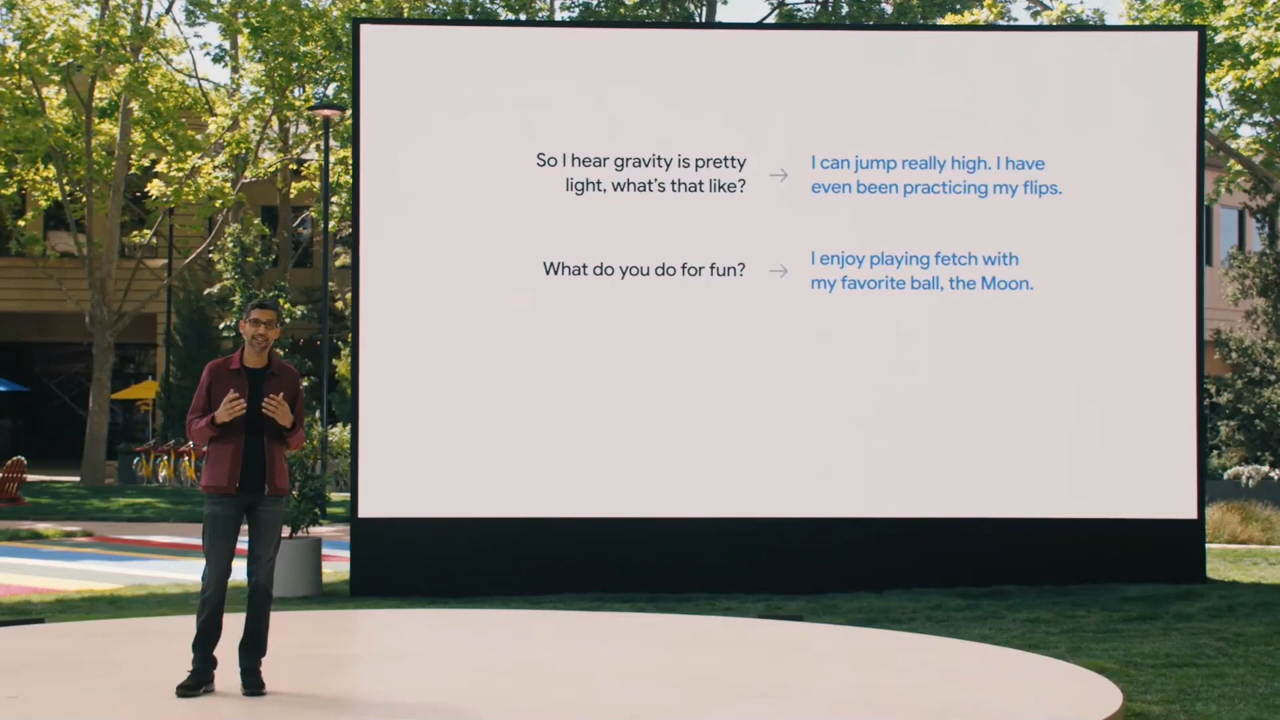 So I hear gravity is pretty
light, what's that like?
→
I can jump really high. I have
even been practicing my flips.
What do you do for fun?
→
I enjoy playing fetch with
my favorite ball, the Moon.